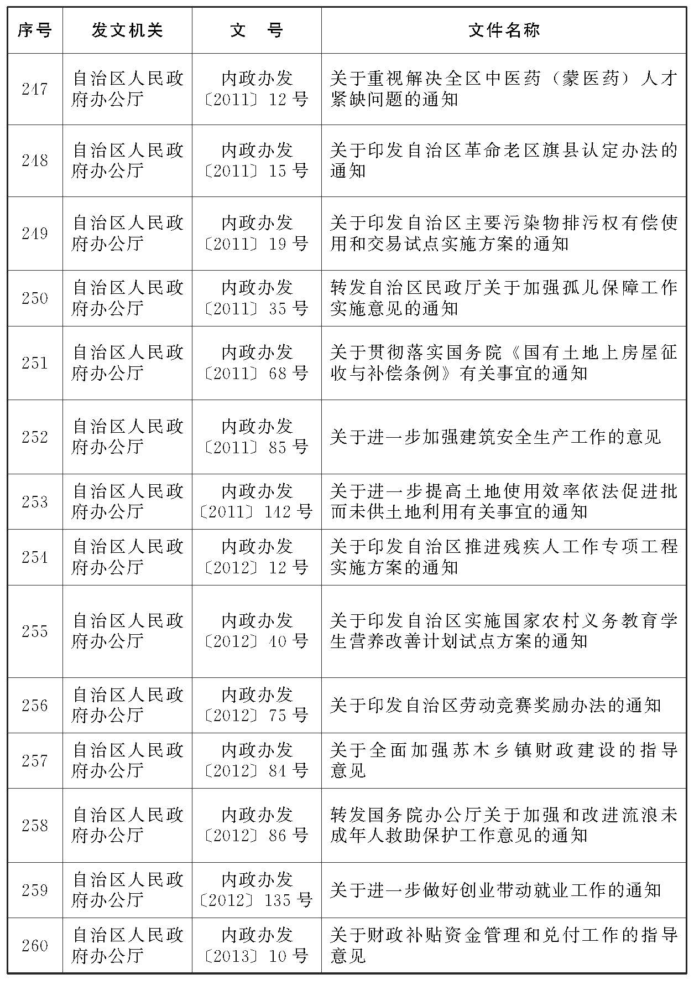 序号 发文机关 文 号 文件名称
247 自治区人民政 内政办发 关于重视解决全区中医药（蒙医药）人才
府办公厅 〔2011〕12号 紧缺问题的通知
248 自治区人民政 内政办发 关于印发自治区革命老区旗县认定办法的
府办公厅 〔2011〕15号 通知
249 自治区人民政 内政办发 关于印发自治区主要污染物排污权有偿使
府办公厅 〔2011〕19号 用和交易试点实施方案的通知
250 自治区人民政 内政办发 转发自治区民政厅关于加强孤儿保障工作
府办公厅 〔2011〕35号 实施意见的通知
251 自治区人民政 内政办发 关于贯彻落实国务院《国有土地上房屋征
府办公厅 〔2011〕68号 收与补偿条例》有关事宜的通知
252 自治区人民政 内政办发 关于进一步加强建筑安全生产工作的意见
府办公厅 〔2011〕85号
253 自治区人民政 内政办发 关于进一步提高土地使用效率依法促进批
府办公厅 〔2011〕142号 而未供土地利用有关事宜的通知
254 自治区人民政 内政办发 关于印发自治区推进残疾人工作专项工程
府办公厅 〔2012〕12号 实施方案的通知
255 自治区人民政 内政办发 关于印发自治区实施国家农村义务教育学
府办公厅 〔2012〕40号 生营养改善计划试点方案的通知
256 自治区人民政 内政办发 关于印发自治区劳动竞赛奖励办法的通知
府办公厅 〔2012〕75号
257 自治区人民政 内政办发 关于全面加强苏木乡镇财政建设的指导
府办公厅 〔2012〕84号 意见
258 自治区人民政 内政办发 转发国务院办公厅关于加强和改进流浪未
府办公厅 〔2012〕86号 成年人救助保护工作意见的通知
259 自治区人民政 内政办发 关于进一步做好创业带动就业工作的通知
府办公厅 〔2012〕135号
260 自治区人民政 内政办发 关于财政补贴资金管理和兑付工作的指导
府办公厅 〔2013〕10号 意见